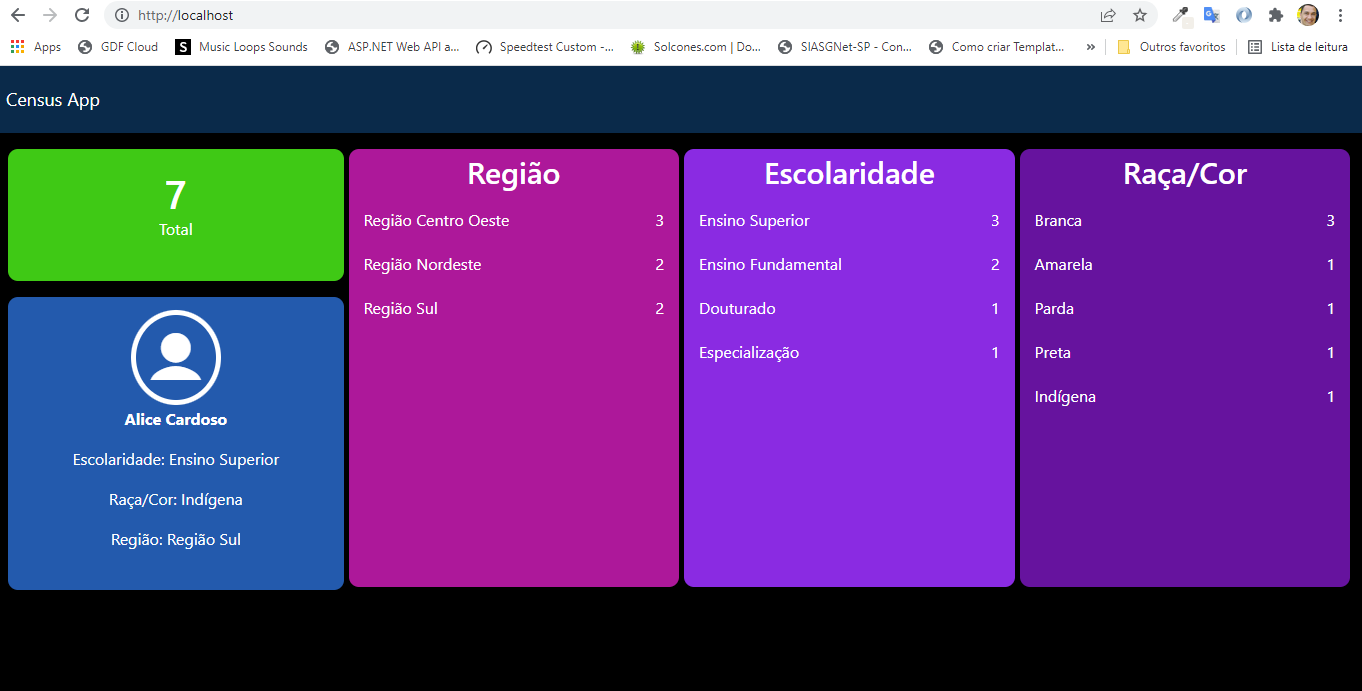 http://localhost
Apps GDF Cloud S Music Loops Sounds ASP.NET Web API a... Speedtest Custom -... Solcones.com | Do... SIASGNet-SP - Con... Como criar Templat... » Outros favoritos Lista de leitura
Census App
7
Total
Alice Cardoso
Escolaridade: Ensino Superior
Raça/Cor: Indígena
Região: Região Sul
Região
Região Centro Oeste 3
Região Nordeste 2
Região Sul 2
Escolaridade
Ensino Superior 3
Ensino Fundamental 2
Douturado 1
Especialização 1
Raça/Cor
Branca 3
Amarela 1
Parda 1
Preta 1
Indígena 1